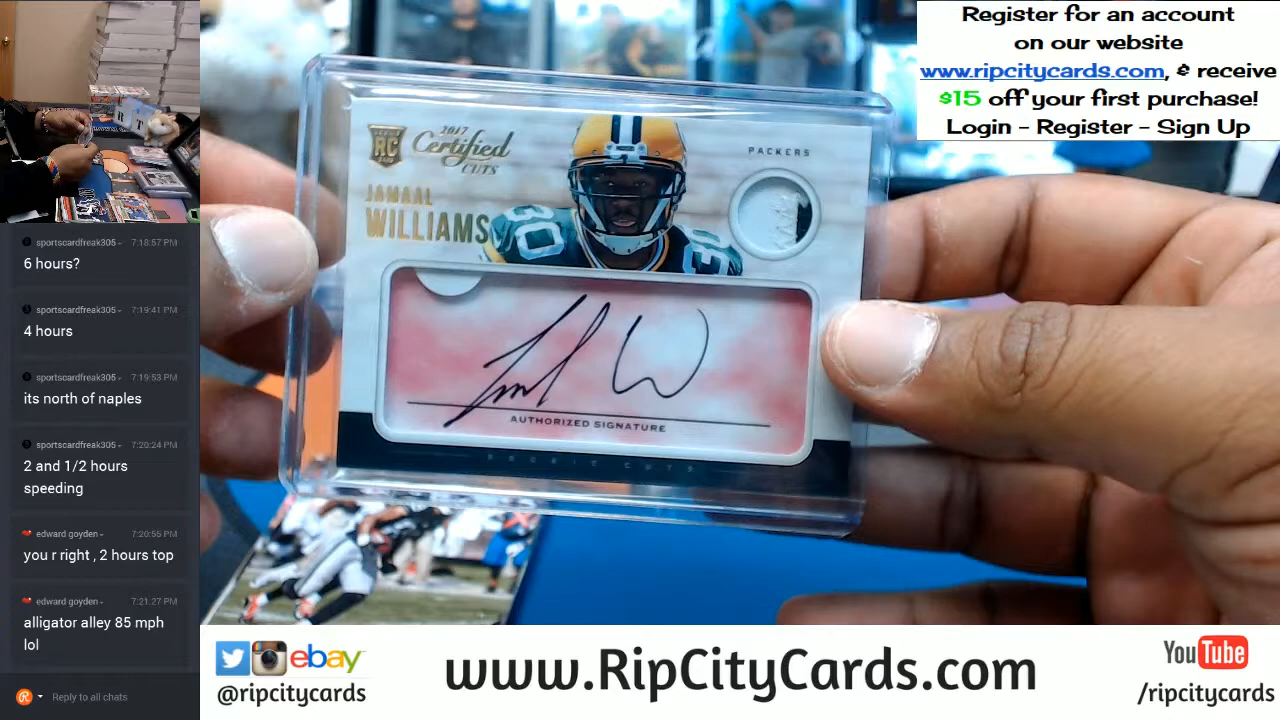 Register for an account
on our website
www.ripcitycards.com, & receive
$15 off your first purchase!
Login - Register - Sign Up
sportscardfreak305 7:18:57 PM
6 hours?
sportscardfreak305 7:19:41 PM
4 hours
sportscardfreak305 7:19:53 PM
its north of naples
sportscardfreak305 7:20:24 PM
2 and 1/2 hours
speeding
edward goyden 7:20:55 PM
you r right , 2 hours top
edward goyden 7:21:27 PM
alligator alley 85 mph
lol
Reply to all chats
RC
2017
Certified
CUTS
PACKERS
JAMAAL
WILLIAMS
30
AUTHORIZED SIGNATURE
ROOKIE CUTS
ebay
@ripcitycards
www.RipCityCards.com
YouTube
/ripcitycards